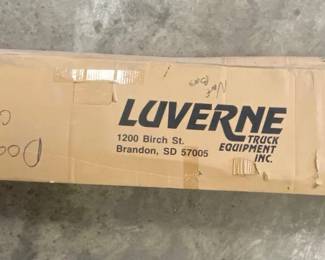 LUVERNE
TRUCK
EQUIPMENT
INC.
1200 Birch St.
Brandon, SD 57005